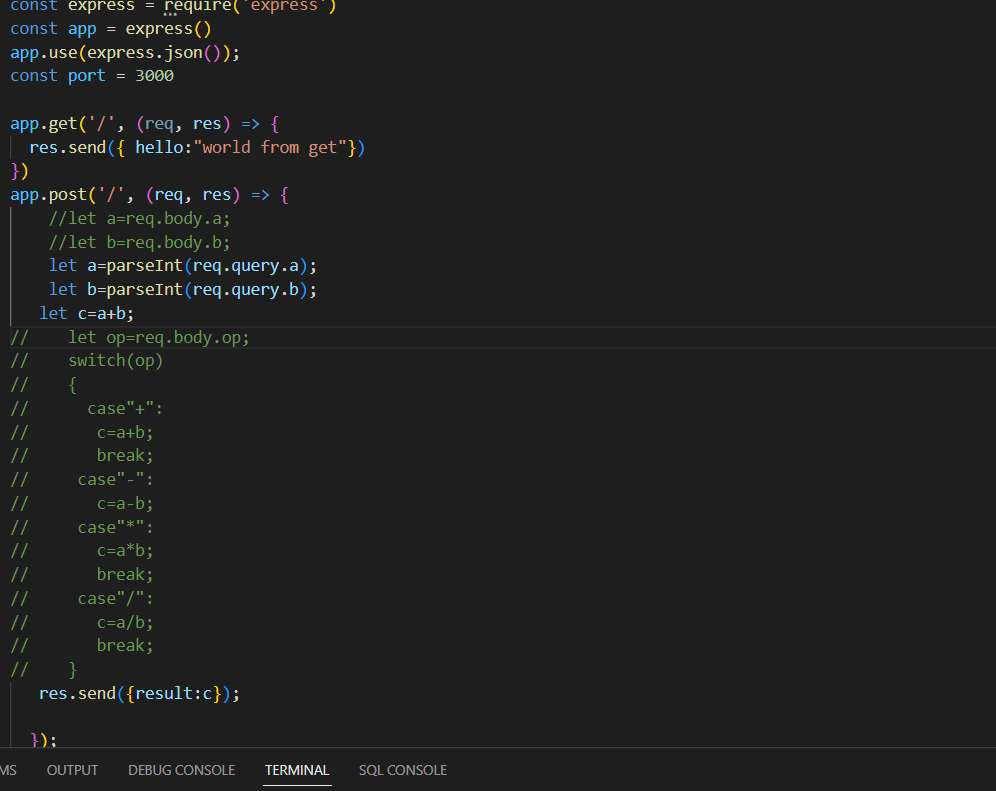 const express = require('express')
const app = express()
app.use(express.json());
const port = 3000
app.get('/', (req, res) => {
res.send({ hello:"world from get"})
})
app.post('/', (req, res) => {
//let a=req.body.a;
//let b=req.body.b;
let a=parseInt(req.query.a);
let b=parseInt(req.query.b);
let c=a+b;
// let op=req.body.op;
// switch(op)
// {
// case"+":
// c=a+b;
// break;
// case"-":
// c=a-b;
// case"*":
// c=a*b;
// break;
// case"/":
// c=a/b;
// break;
// }
res.send({result:c});
});
MS OUTPUT DEBUG CONSOLE TERMINAL SQL CONSOLE